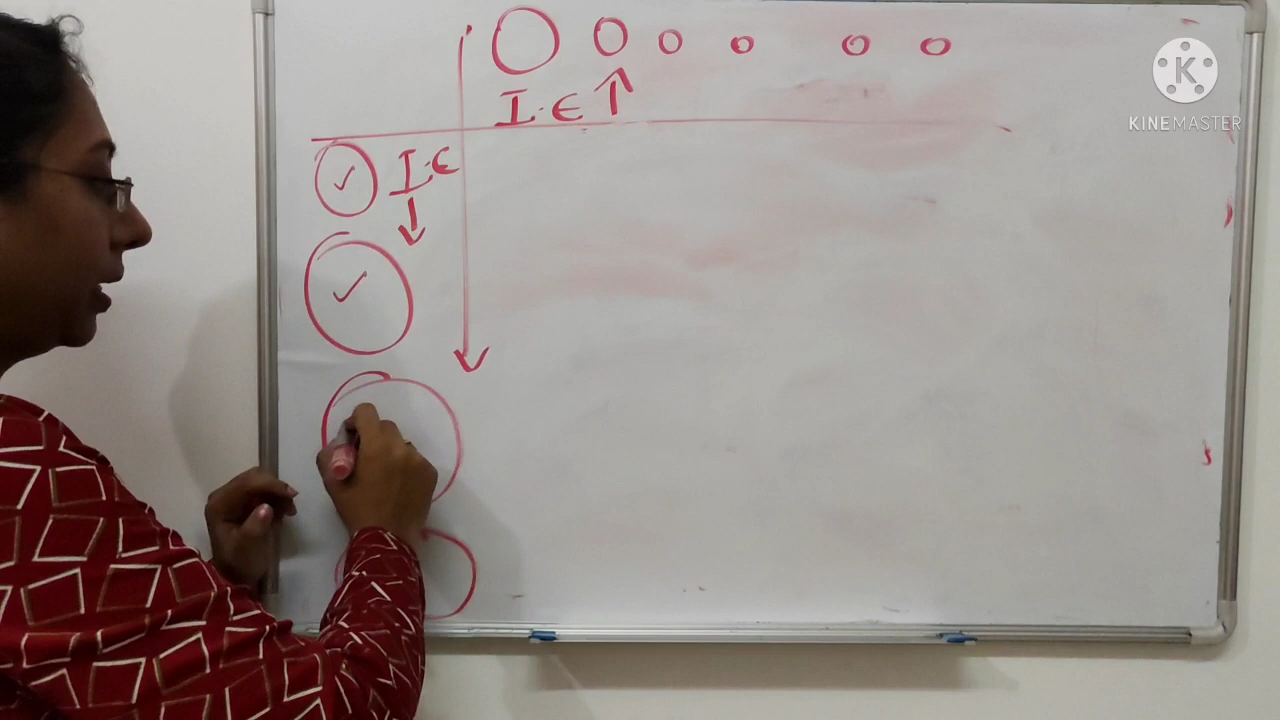 I.E ↑
I.E
↓
K
KINEMASTER